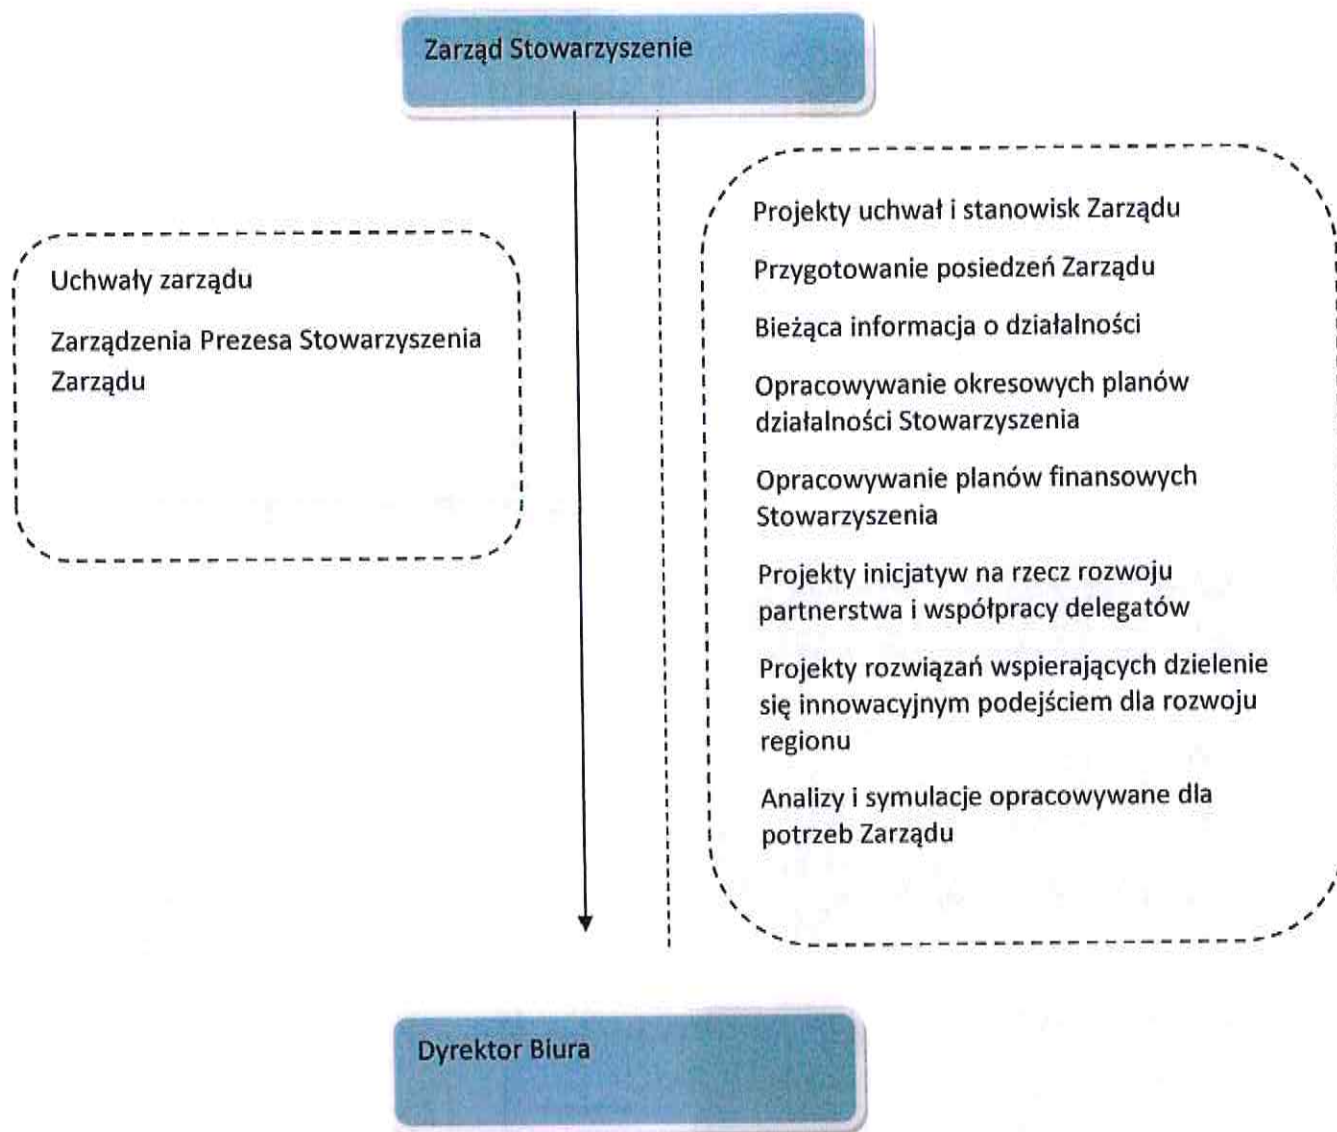 Zarząd Stowarzyszenie
Uchwały zarządu
Zarządzenia Prezesa Stowarzyszenia
Zarządu
Projekty uchwał i stanowisk Zarządu
Przygotowanie posiedzeń Zarządu
Bieżąca informacja o działalności
Opracowywanie okresowych planów
działalności Stowarzyszenia
Opracowywanie planów finansowych
Stowarzyszenia
Projekty inicjatyw na rzecz rozwoju
partnerstwa i współpracy delegatów
Projekty rozwiązań wspierających dzielenie
się innowacyjnym podejściem dla rozwoju
regionu
Analizy i symulacje opracowywane dla
potrzeb Zarządu
Dyrektor Biura